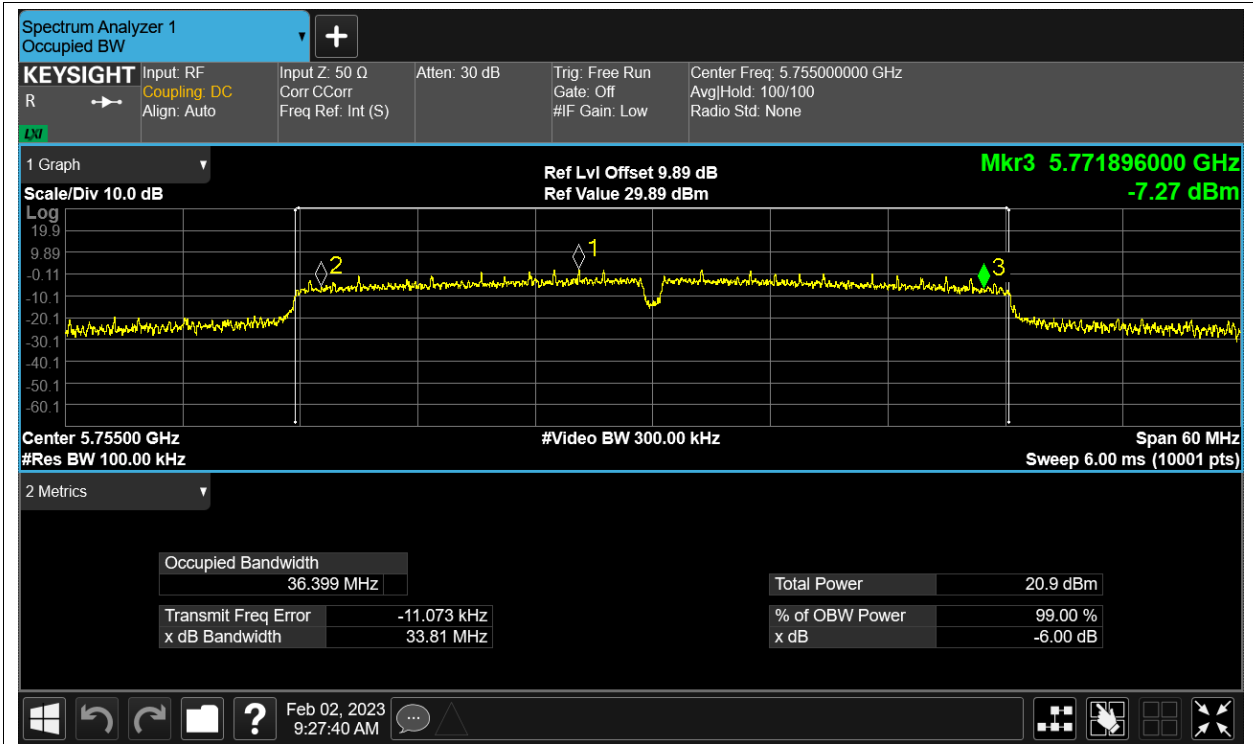 Spectrum Analyzer 1
Occupied BW
+
KEYSIGHT
R
LXI
Input: RF
Coupling: DC
Align: Auto
Input Z: 50 Ω
Corr CCorr
Freq Ref: Int (S)
Atten: 30 dB
Trig: Free Run
Gate: Off
#IF Gain: Low
Center Freq: 5.755000000 GHz
Avg|Hold: 100/100
Radio Std: None
1 Graph
Scale/Div 10.0 dB
Ref Lvl Offset 9.89 dB
Ref Value 29.89 dBm
Mkr3 5.771896000 GHz
-7.27 dBm
Log
19.9
9.89
-0.11
-10.1
-20.1
-30.1
-40.1
-50.1
-60.1
2
1
3
Center 5.75500 GHz
#Video BW 300.00 kHz
Span 60 MHz
#Res BW 100.00 kHz
Sweep 6.00 ms (10001 pts)
2 Metrics
Occupied Bandwidth
36.399 MHz
Transmit Freq Error -11.073 kHz
x dB Bandwidth 33.81 MHz
Total Power 20.9 dBm
% of OBW Power 99.00 %
x dB -6.00 dB
?
Feb 02, 2023
9:27:40 AM